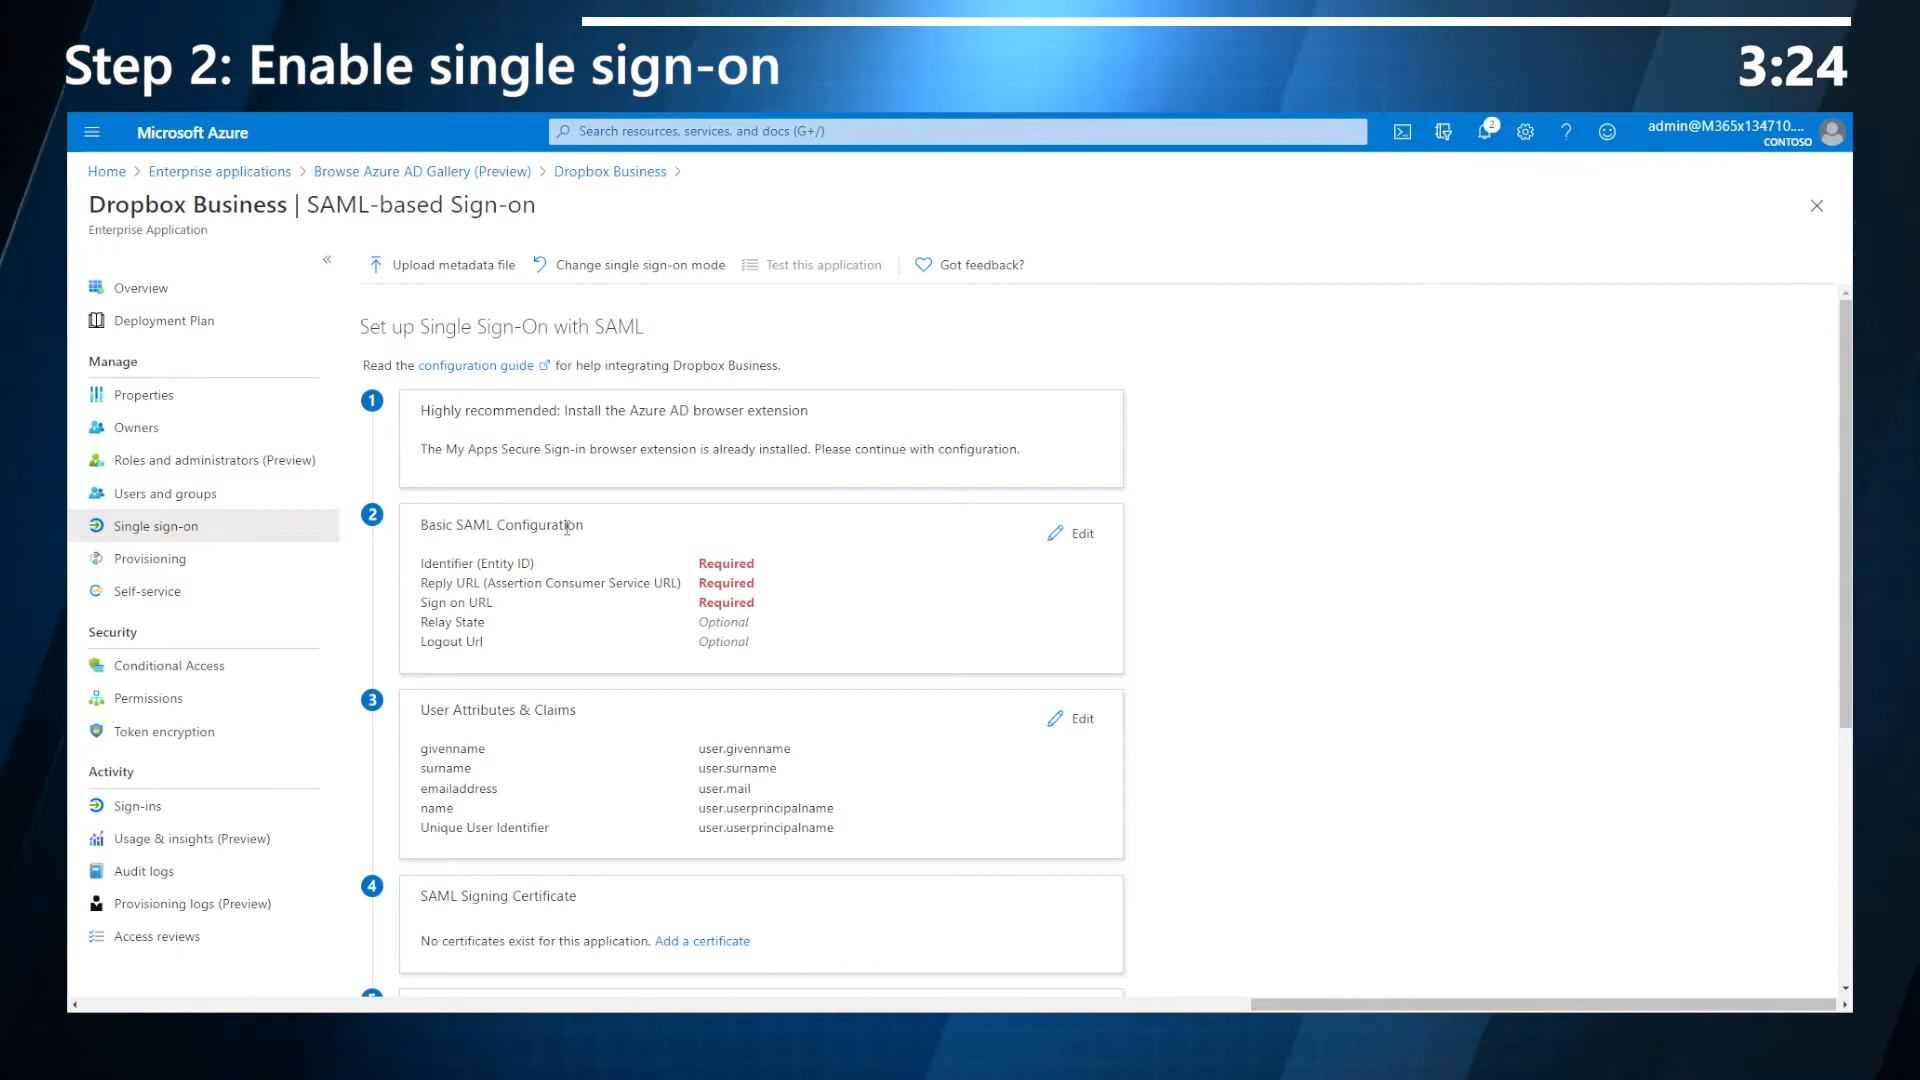 Step 2: Enable single sign-on
3:24
Microsoft Azure
Search resources, services, and docs (G+/)
2
admin@M365x134710....
CONTOSO
Home > Enterprise applications > Browse Azure AD Gallery (Preview) > Dropbox Business >
Dropbox Business | SAML-based Sign-on
Enterprise Application
«
Overview
Deployment Plan
Manage
Properties
Owners
Roles and administrators (Preview)
Users and groups
Single sign-on
Provisioning
Self-service
Security
Conditional Access
Permissions
Token encryption
Activity
Sign-ins
Usage & insights (Preview)
Audit logs
Provisioning logs (Preview)
Access reviews
Upload metadata file
Change single sign-on mode
Test this application
Got feedback?
Set up Single Sign-On with SAML
Read the configuration guide for help integrating Dropbox Business.
1
Highly recommended: Install the Azure AD browser extension
The My Apps Secure Sign-in browser extension is already installed. Please continue with configuration.
2
Basic SAML Configuration
Edit
Identifier (Entity ID) Required
Reply URL (Assertion Consumer Service URL) Required
Sign on URL Required
Relay State Optional
Logout Url Optional
3
User Attributes & Claims
Edit
givenname user.givenname
surname user.surname
emailaddress user.mail
name user.userprincipalname
Unique User Identifier user.userprincipalname
4
SAML Signing Certificate
No certificates exist for this application. Add a certificate